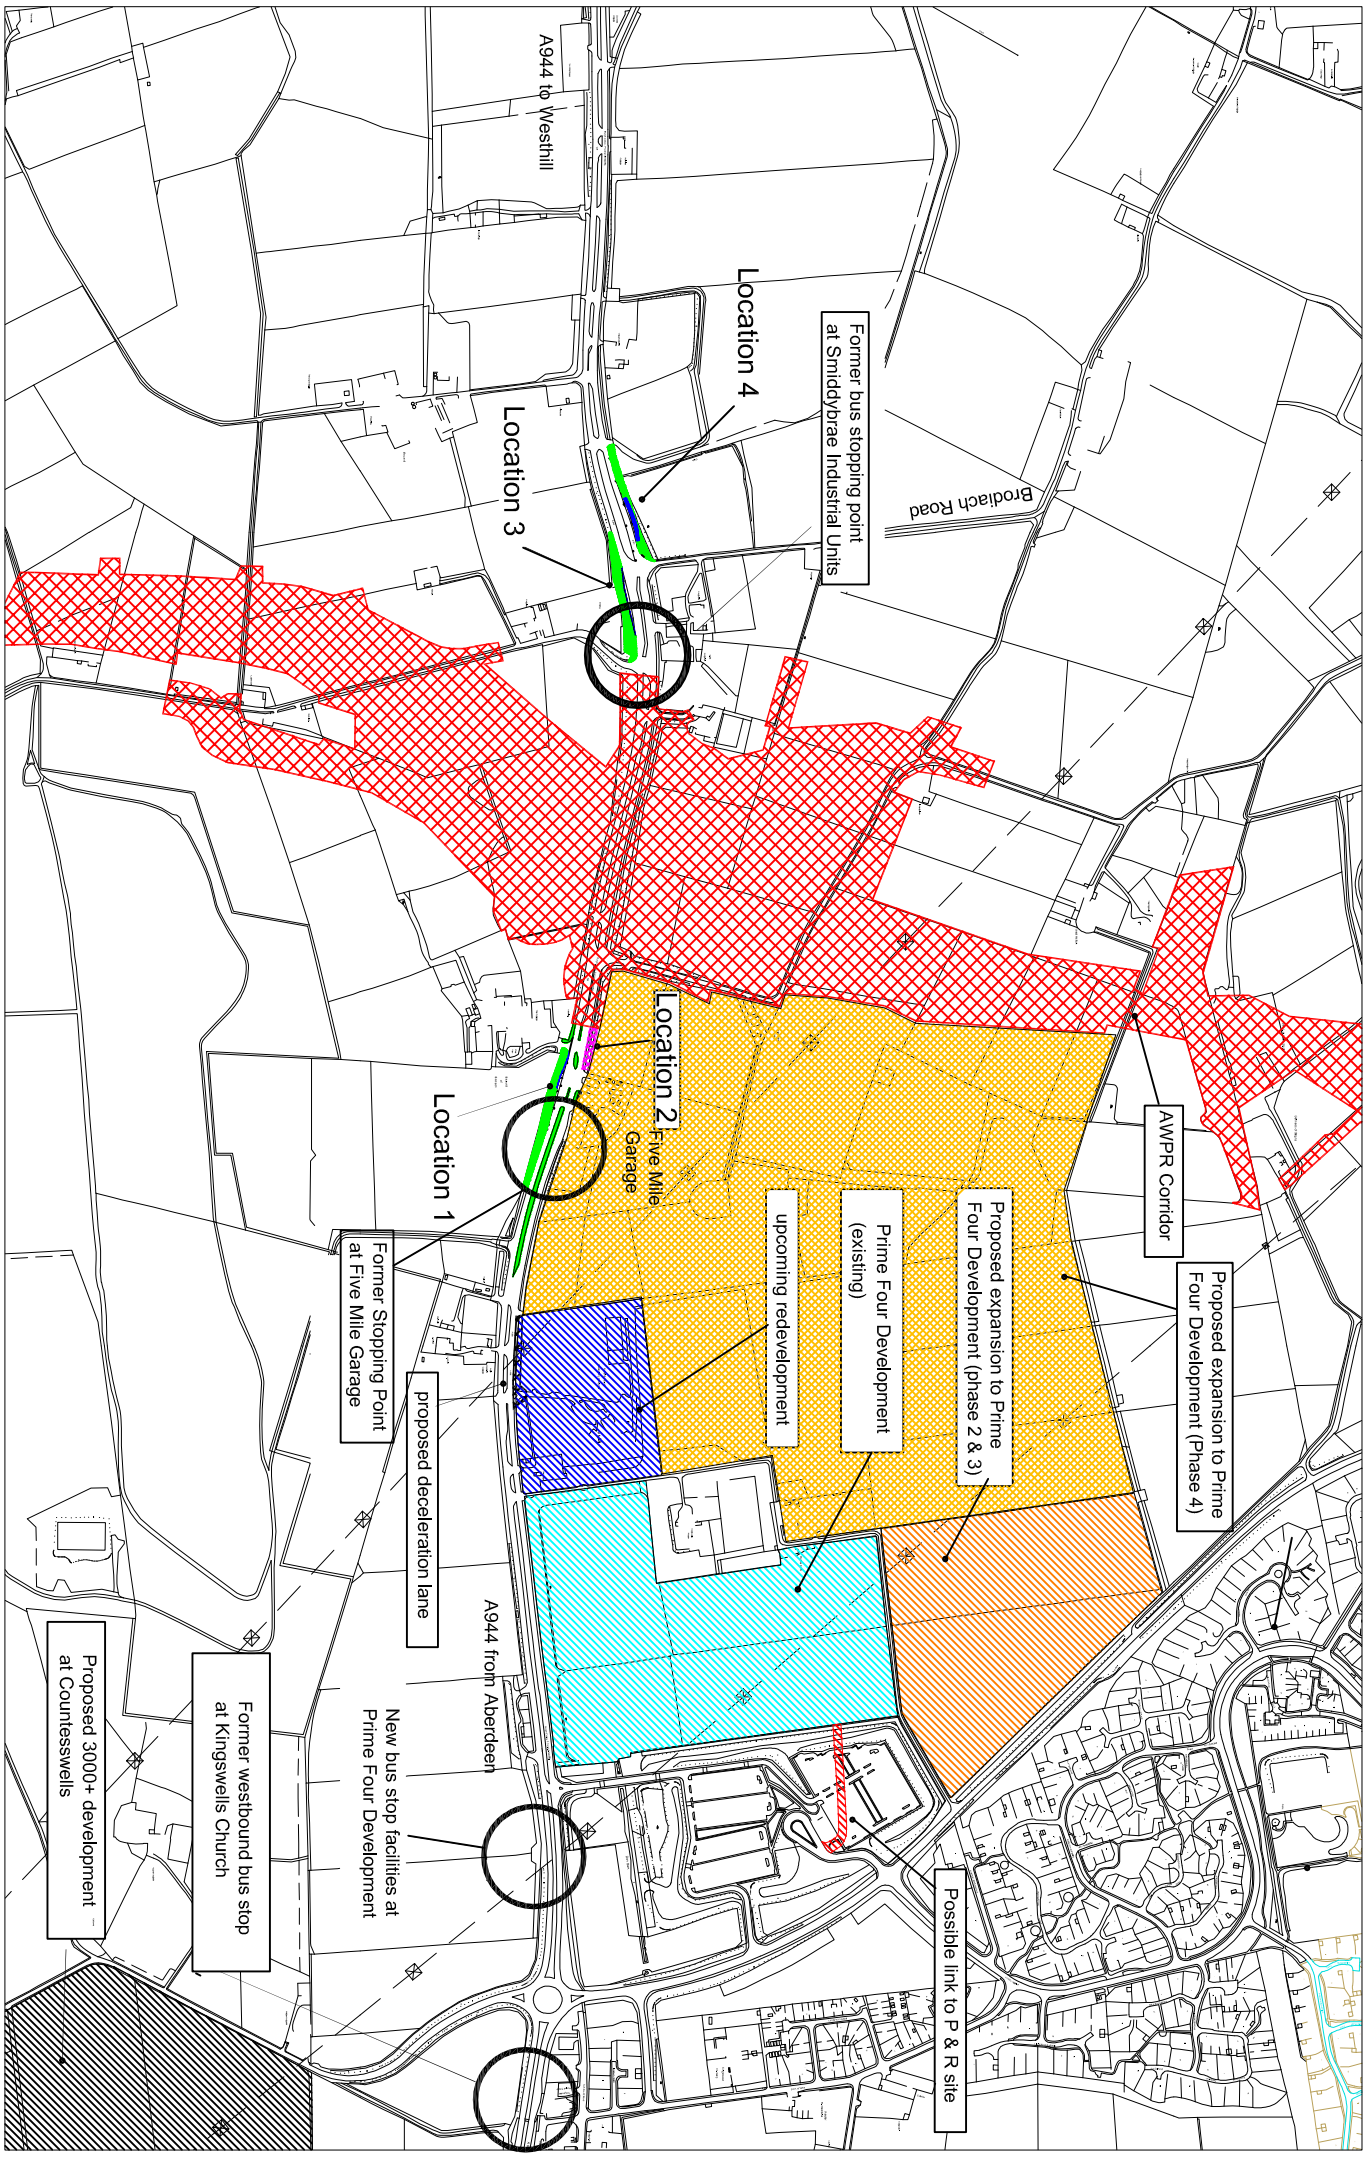 A944 to Westhill
Location 4
Location 3
Former bus stopping point
at Smiddybrae Industrial Units
Brodiach Road
AWPR Corridor
Location 2
Five Mile
Garage
Location 1
Former Stopping Point
at Five Mile Garage
Proposed expansion to Prime
Four Development (Phase 4)
Proposed expansion to Prime
Four Development (phase 2 & 3)
Prime Four Development
(existing)
upcoming redevelopment
proposed deceleration lane
A944 from Aberdeen
New bus stop facilities at
Prime Four Development
Possible link to P & R site
Former westbound bus stop
at Kingswells Church
Proposed 3000+ development
at Countesswells